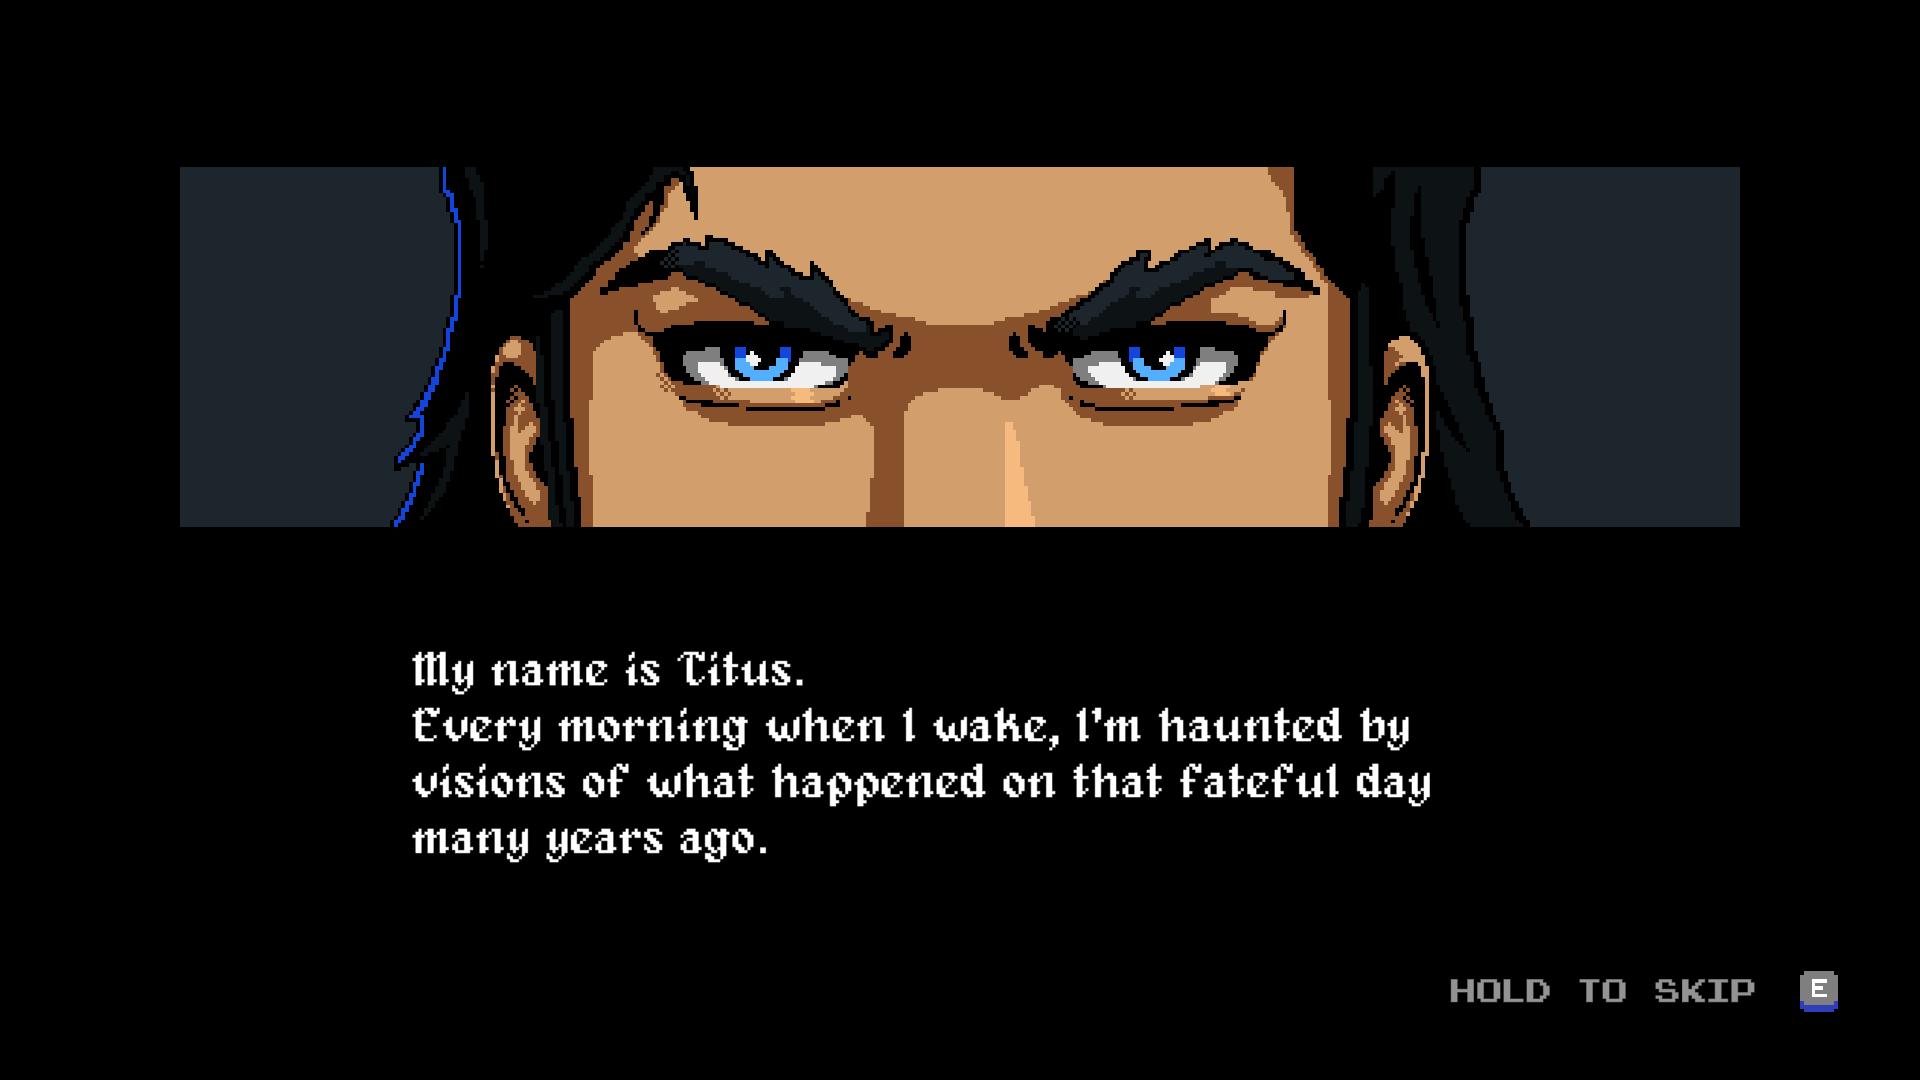 My name is Titus.
Every morning when I wake, I'm haunted by
visions of what happened on that fateful day
many years ago.
HOLD TO SKIP E